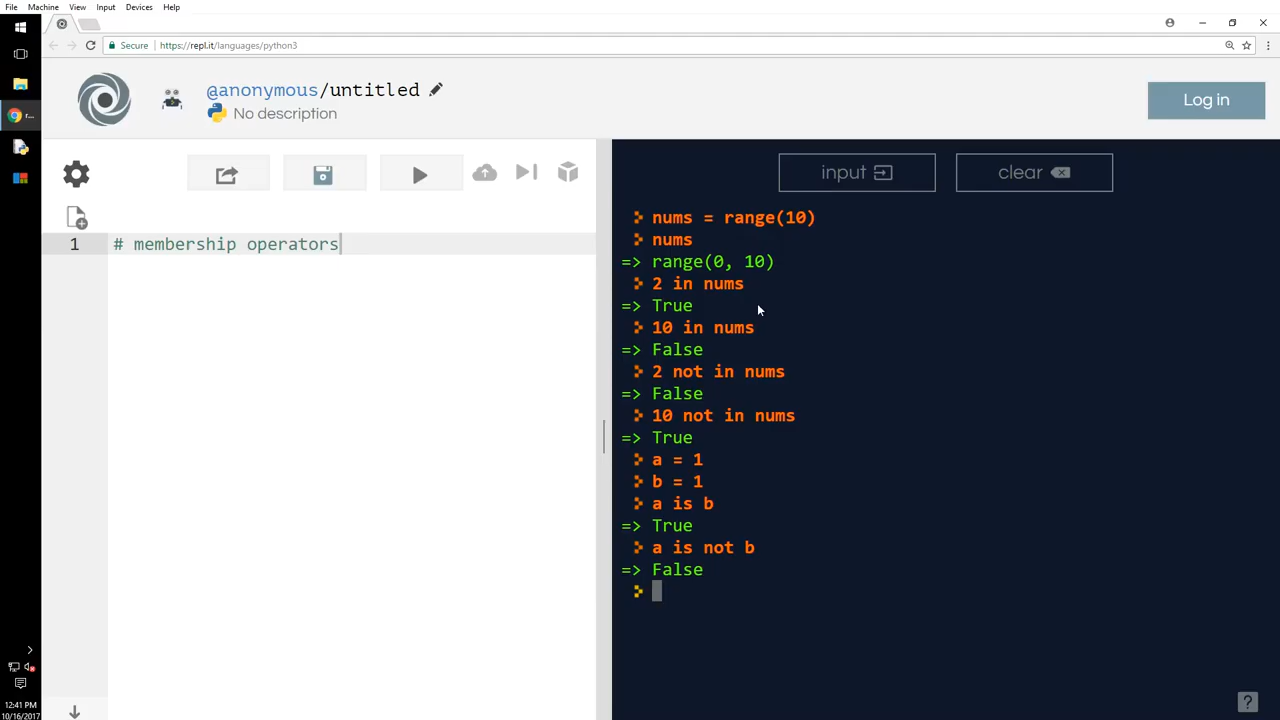 File Machine View Input Devices Help
Secure https://repl.it/languages/python3
@anonymous/untitled
No description
Log in
input
clear
1 # membership operators
nums = range(10)
nums
=> range(0, 10)
2 in nums
=> True
10 in nums
=> False
2 not in nums
=> False
10 not in nums
=> True
a = 1
b = 1
a is b
=> True
a is not b
=> False
r...
12:41 PM
10/16/2017
?